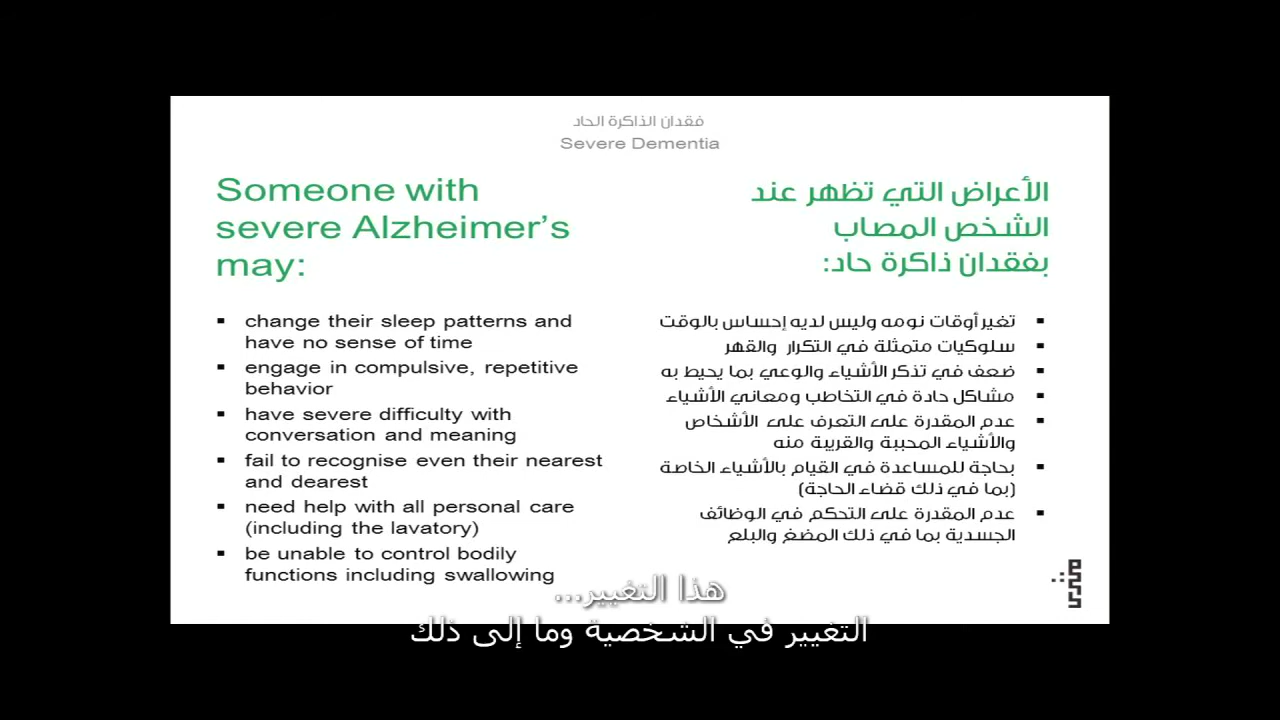 فقدان الذاكرة الحاد
Severe Dementia
Someone with
severe Alzheimer's
may:
▪ change their sleep patterns and
have no sense of time
▪ engage in compulsive, repetitive
behavior
▪ have severe difficulty with
conversation and meaning
▪ fail to recognise even their nearest
and dearest
▪ need help with all personal care
(including the lavatory)
▪ be unable to control bodily
functions including swallowing
الأعراض التي تظهر عند
الشخص المصاب
بفقدان ذاكرة حاد:
▪ تغير أوقات نومه وليس لديه إحساس بالوقت
▪ سلوكيات متمثلة في التكرار والقهر
▪ ضعف في تذكر الأشياء والوعي بما يحيط به
▪ مشاكل حادة في التخاطب ومعاني الأشياء
▪ عدم المقدرة على التعرف على الأشخاص
والأشياء المحببة والقريبة منه
▪ بحاجة للمساعدة في القيام بالأشياء الخاصة
(بما في ذلك قضاء الحاجة)
▪ عدم المقدرة على التحكم في الوظائف
الجسدية بما في ذلك المضغ والبلع
هذا التغيير...
التغيير في الشخصية وما إلى ذلك